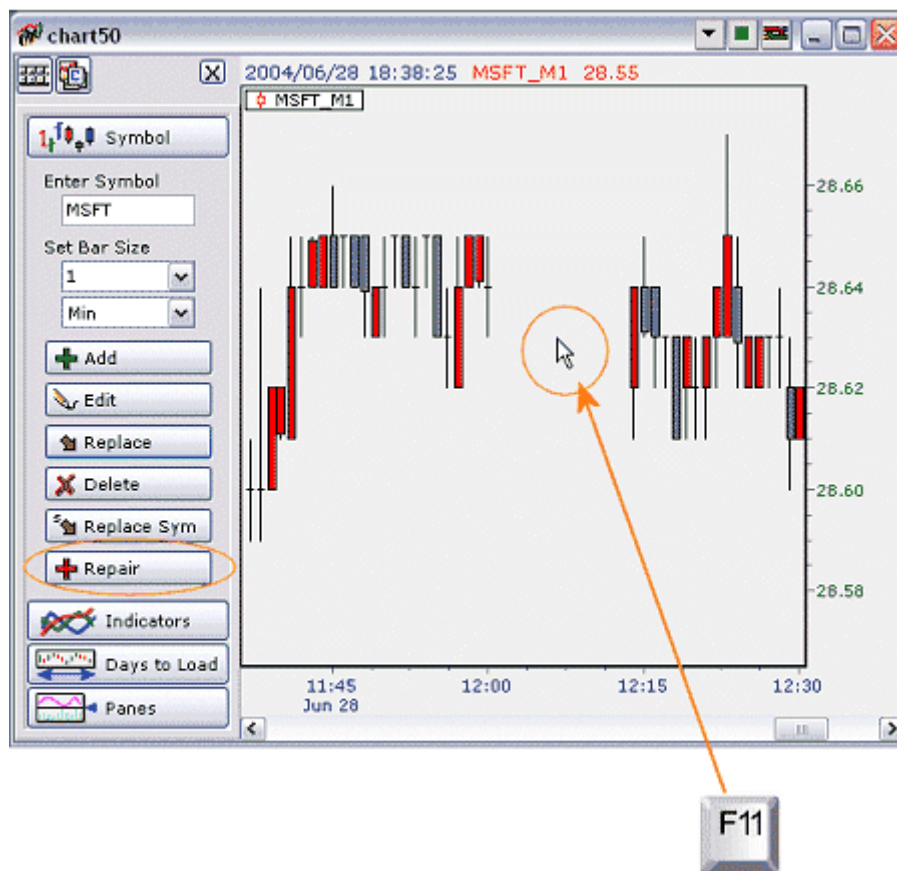 chart50
2004/06/28 18:38:25 MSFT_M1 28.55
MSFT_M1
Symbol
Enter Symbol
MSFT
Set Bar Size
1
Min
Add
Edit
Replace
Delete
Replace Sym
Repair
Indicators
Days to Load
Panes
28.66
28.64
28.62
28.60
28.58
11:45 12:00 12:15 12:30
Jun 28
F11